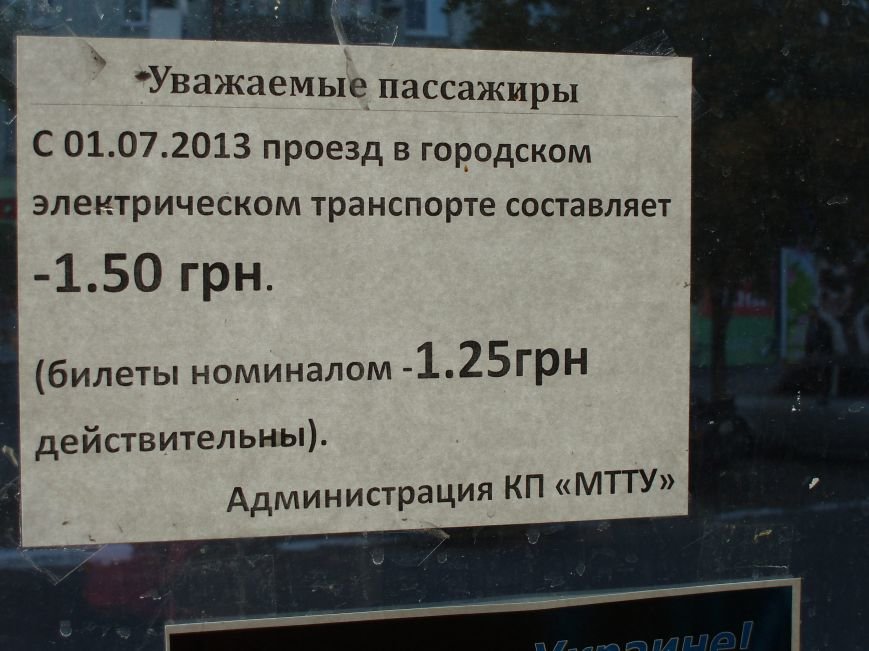 Уважаемые пассажиры
С 01.07.2013 проезд в городском
электрическом транспорте составляет
-1.50 грн.
(билеты номиналом -1.25грн
действительны).
Администрация КП «МТТУ»
Украине!